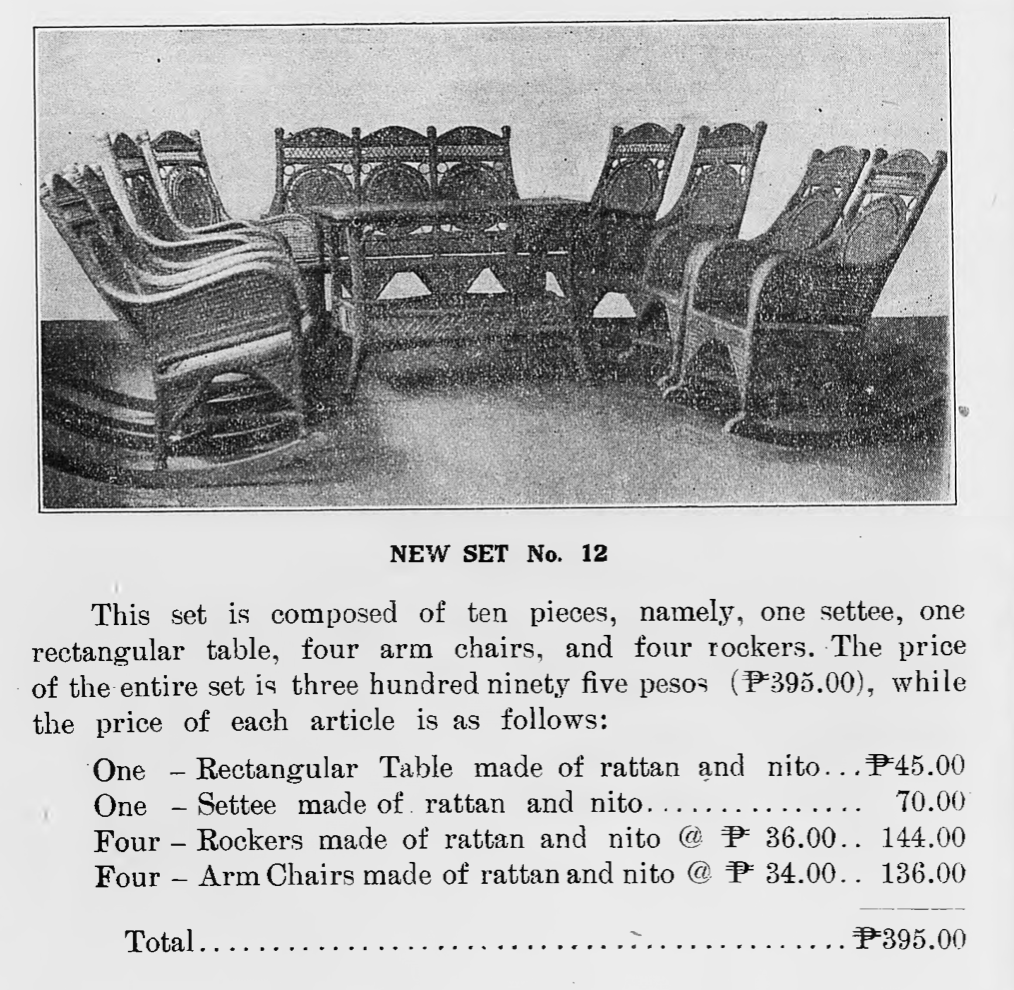 NEW SET No. 12
This set is composed of ten pieces, namely, one settee, one
rectangular table, four arm chairs, and four rockers. The price
of the entire set is three hundred ninety five pesos (₱395.00), while
the price of each article is as follows:
One – Rectangular Table made of rattan and nito...₱45.00
One – Settee made of rattan and nito............... 70.00
Four – Rockers made of rattan and nito @ ₱ 36.00.. 144.00
Four – Arm Chairs made of rattan and nito @ ₱ 34.00.. 136.00
Total.............................................₱395.00